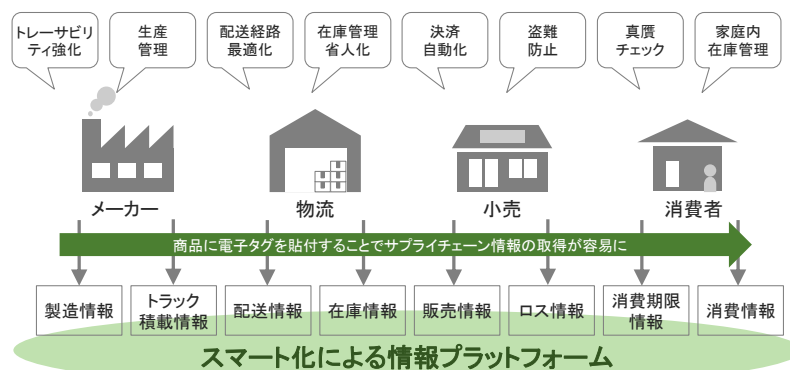 トレーサビリ
ティ強化
生産
管理
配送経路
最適化
在庫管理
省人化
決済
自動化
盗難
防止
真贋
チェック
家庭内
在庫管理
メーカー
物流
小売
消費者
商品に電子タグを貼付することでサプライチェーン情報の取得が容易に
製造情報
トラック
積載情報
配送情報
在庫情報
販売情報
ロス情報
消費期限
情報
消費情報
スマート化による情報プラットフォーム